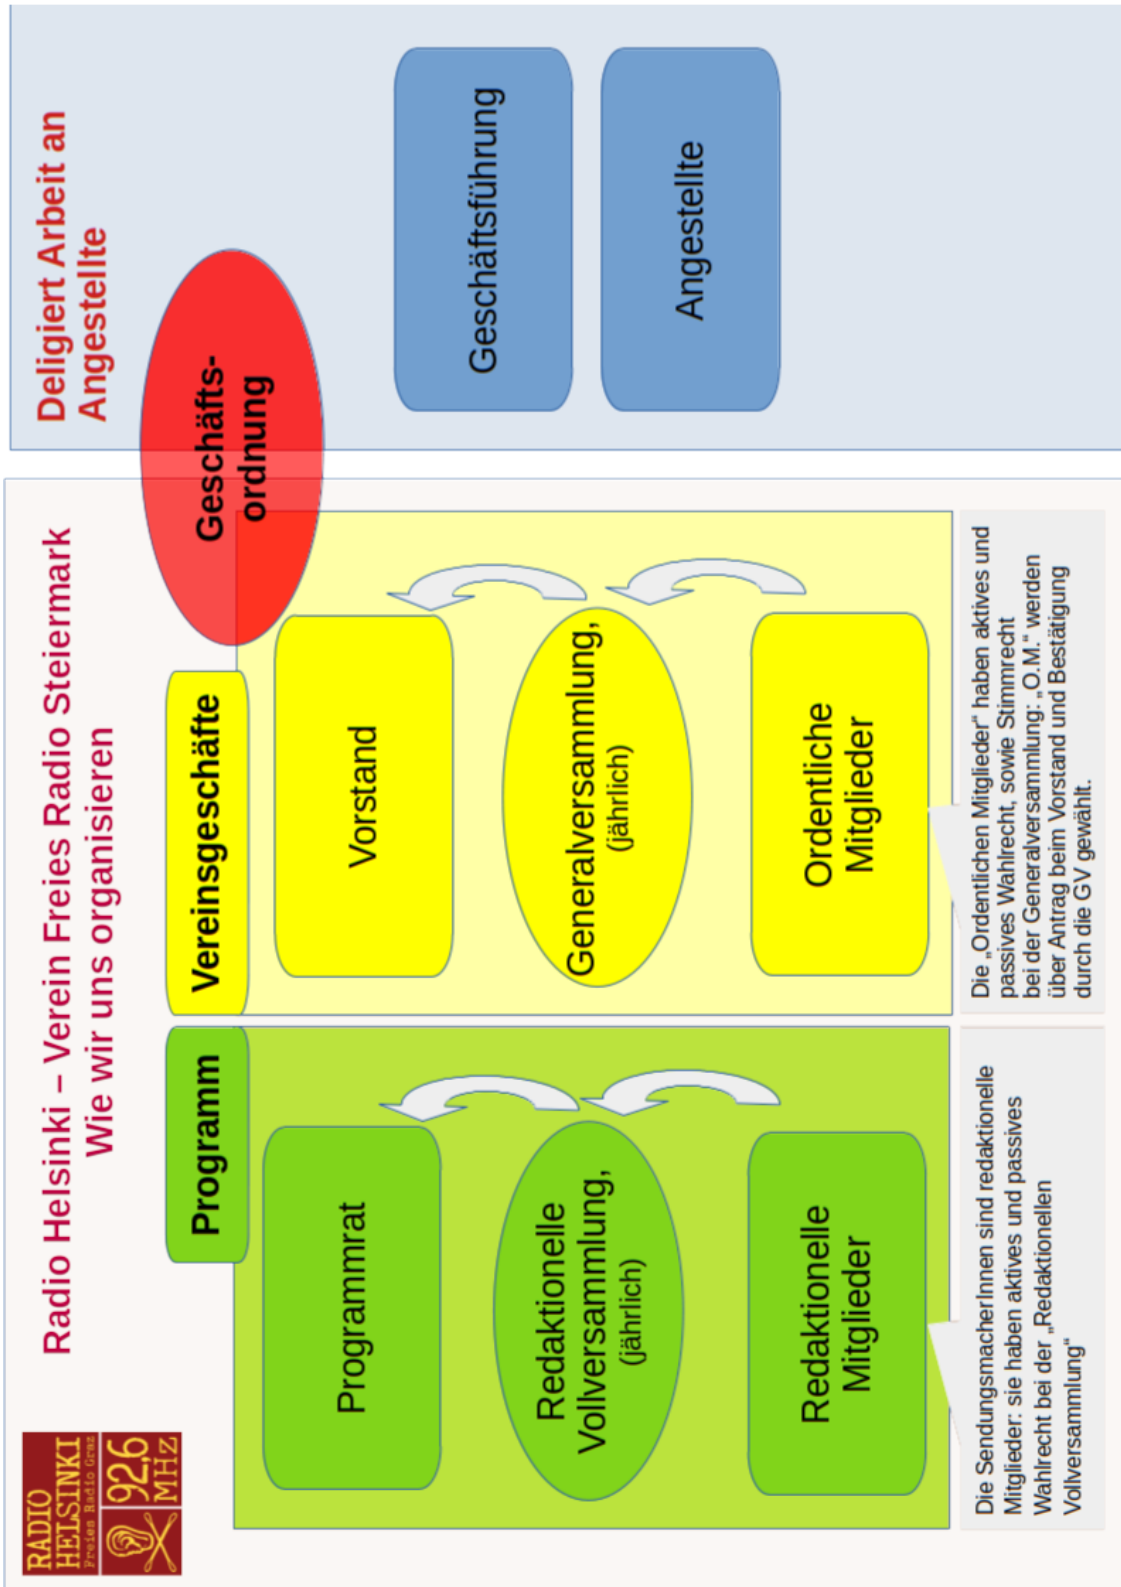 RADIO
HELSINKI
Freies Radio Graz
92,6
MHz
Radio Helsinki – Verein Freies Radio Steiermark
Wie wir uns organisieren
Programm
Programmrat
Redaktionelle
Vollversammlung,
(jährlich)
Redaktionelle
Mitglieder
Die SendungsmacherInnen sind redaktionelle
Mitglieder: sie haben aktives und passives
Wahlrecht bei der „Redaktionellen
Vollversammlung“
Vereinsgeschäfte
Vorstand
Generalversammlung,
(jährlich)
Ordentliche
Mitglieder
Die „Ordentlichen Mitglieder“ haben aktives und
passives Wahlrecht, sowie Stimmrecht
bei der Generalversammlung: „O.M.“ werden
über Antrag beim Vorstand und Bestätigung
durch die GV gewählt.
Geschäfts-
ordnung
Deligiert Arbeit an
Angestellte
Geschäftsführung
Angestellte